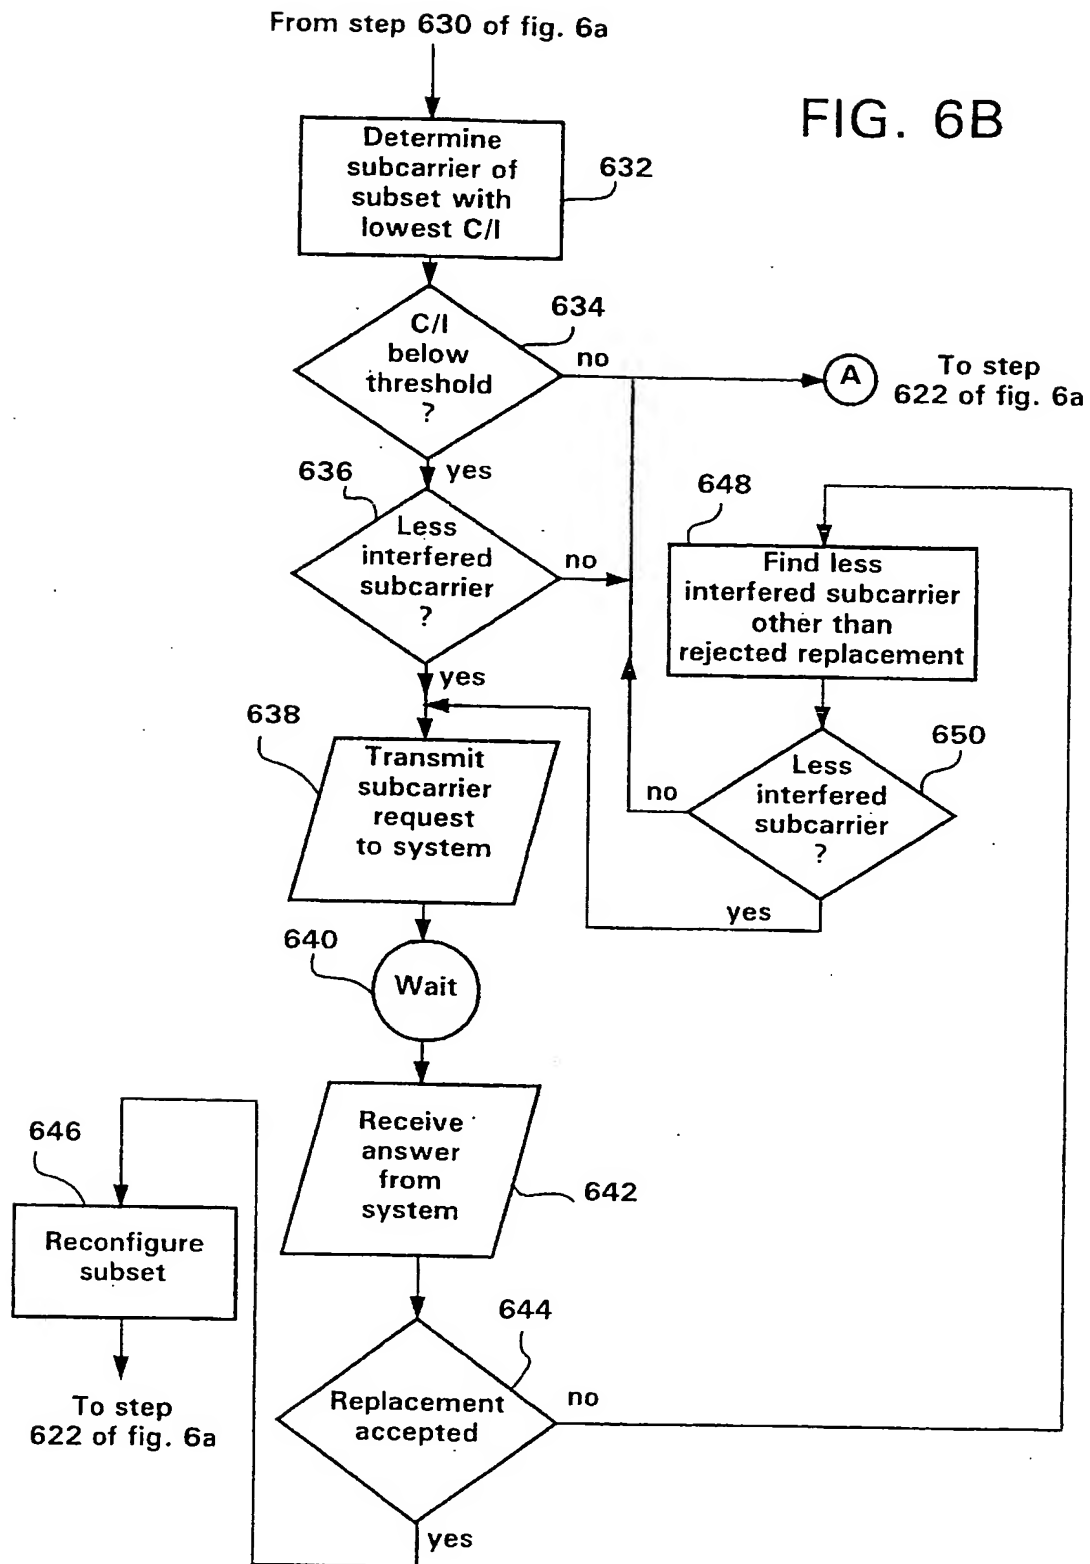 From step 630 of fig. 6a
FIG. 6B
Determine
subcarrier of
subset with
lowest C/I
632
C/I
below
threshold
?
634
no
A
To step
622 of fig. 6a
yes
636
Less
interfered
subcarrier
?
no
648
Find less
interfered subcarrier
other than
rejected replacement
yes
638
Transmit
subcarrier
request
to system
650
Less
interfered
subcarrier
?
no
yes
640
Wait
Receive
answer
from
system
642
646
Reconfigure
subset
To step
622 of fig. 6a
644
Replacement
accepted
no
yes